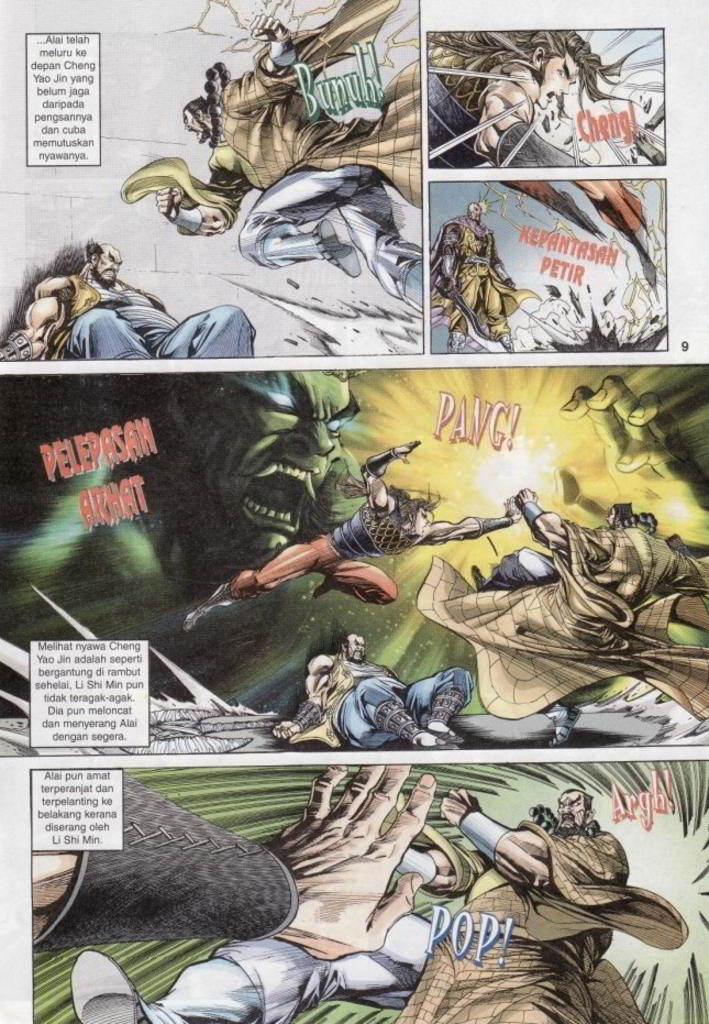 ...Alai telah
meluru ke
depan Cheng
Yao Jin yang
belum jaga
daripada
pengsannya
dan cuba
memutuskan
nyawanya.
Bunuh!
Cheng!
KEPANTASAN
PETIR
9
PELEPASAN
AHMAT
PANG!
Melihat nyawa Cheng
Yao Jin adalah seperti
bergantung di rambut
sehelai, Li Shi Min pun
tidak teragak-agak.
Dia pun meloncat
dan menyerang Alai
dengan segera.
Alai pun amat
terperanjat dan
terpelanting ke
belakang kerana
diserang oleh
Li Shi Min.
Argh!
POP!